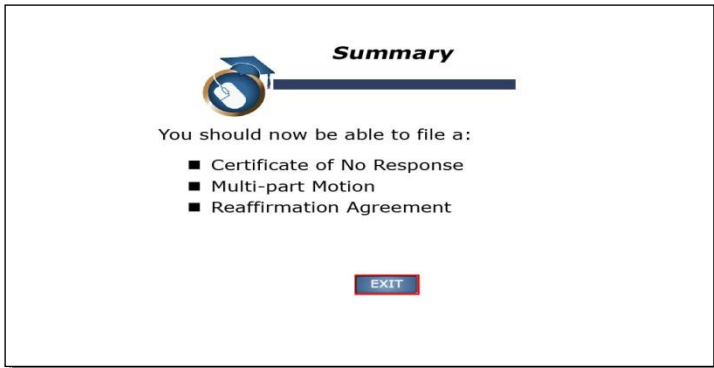 Summary
You should now be able to file a:
■ Certificate of No Response
■ Multi-part Motion
■ Reaffirmation Agreement
EXIT